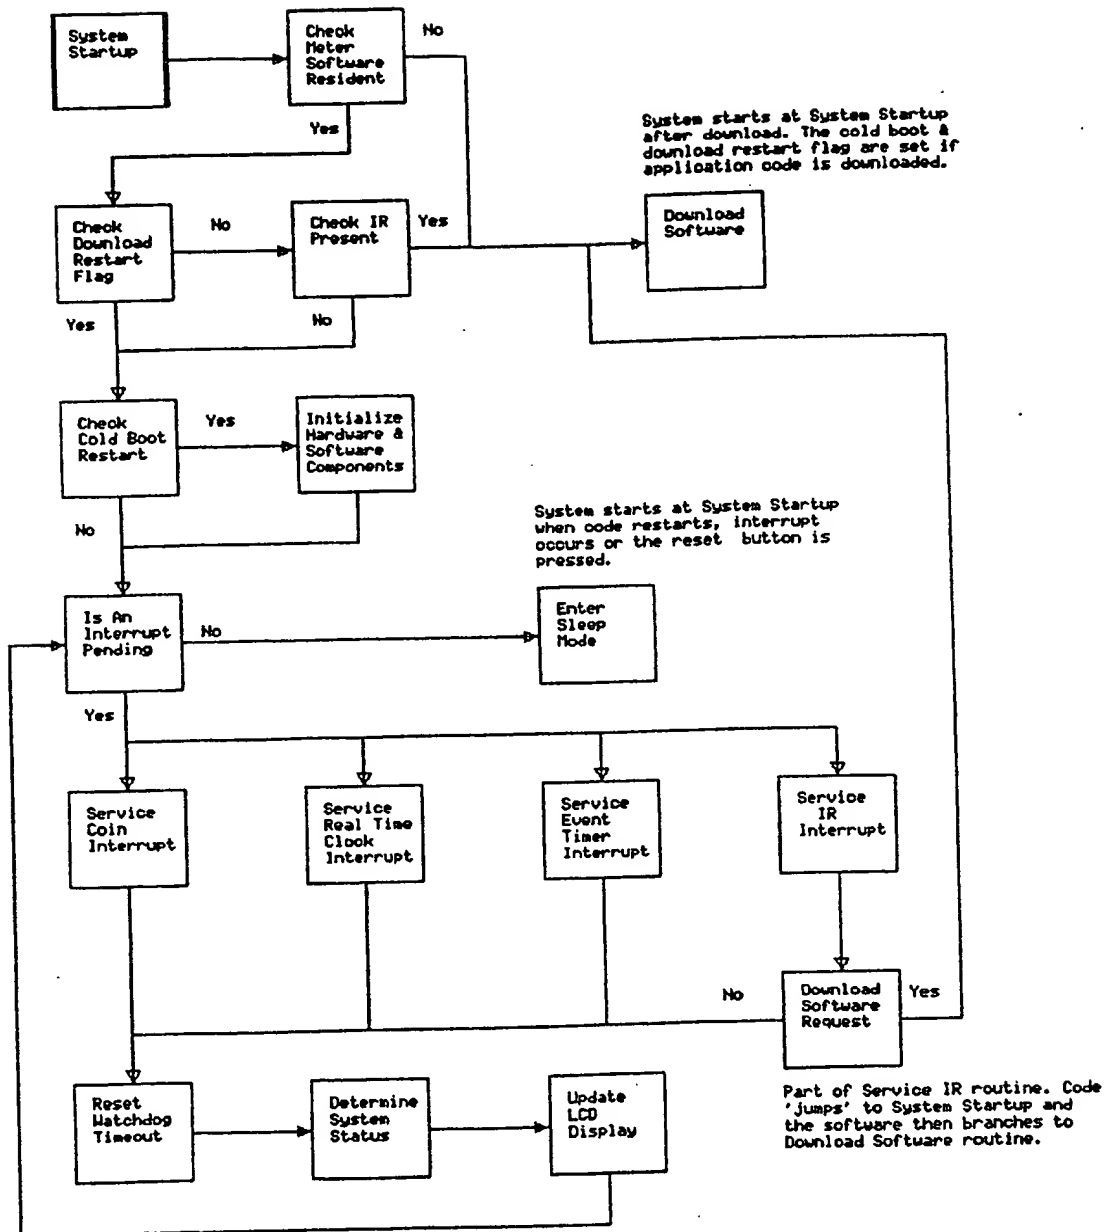 System
Startup
Check
Meter
Software
Resident
No
Yes
System starts at System Startup
after download. The cold boot &
download restart flag are set if
application code is downloaded.
Check
Download
Restart
Flag
No
Check IR
Present
Yes
Download
Software
Yes
No
Check
Cold Boot
Restart
Yes
Initialize
Hardware &
Software
Components
No
System starts at System Startup
when code restarts, interrupt
occurs or the reset button is
pressed.
Is An
Interrupt
Pending
No
Enter
Sleep
Mode
Yes
Service
Coin
Interrupt
Service
Real Time
Clock
Interrupt
Service
Event
Timer
Interrupt
Service
IR
Interrupt
No
Download
Software
Request
Yes
Reset
Watchdog
Timeout
Determine
System
Status
Update
LCD
Display
Part of Service IR routine. Code
'jumps' to System Startup and
the software then branches to
Download Software routine.